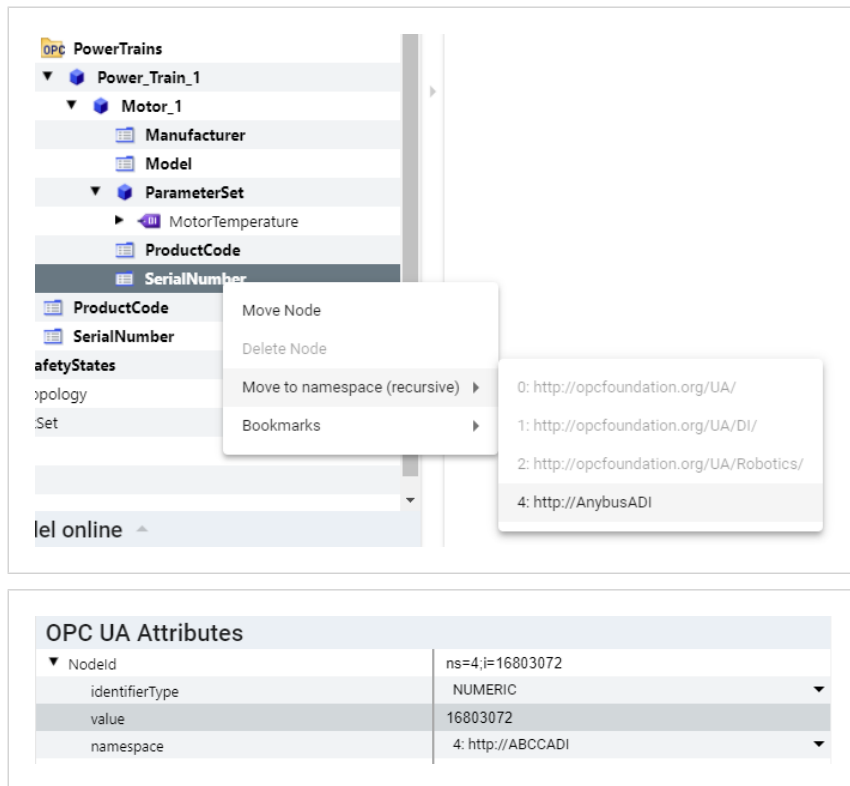 OPC PowerTrains
Power_Train_1
Motor_1
Manufacturer
Model
ParameterSet
DI MotorTemperature
ProductCode
SerialNumber
ProductCode
SerialNumber
afetyStates
opology
Set
Move Node
Delete Node
Move to namespace (recursive)
Bookmarks
0: http://opcfoundation.org/UA/
1: http://opcfoundation.org/UA/DI/
2: http://opcfoundation.org/UA/Robotics/
4: http://AnybusADI
lel online
OPC UA Attributes
NodeId ns=4;i=16803072
identifierType NUMERIC
value 16803072
namespace 4: http://ABCCADI